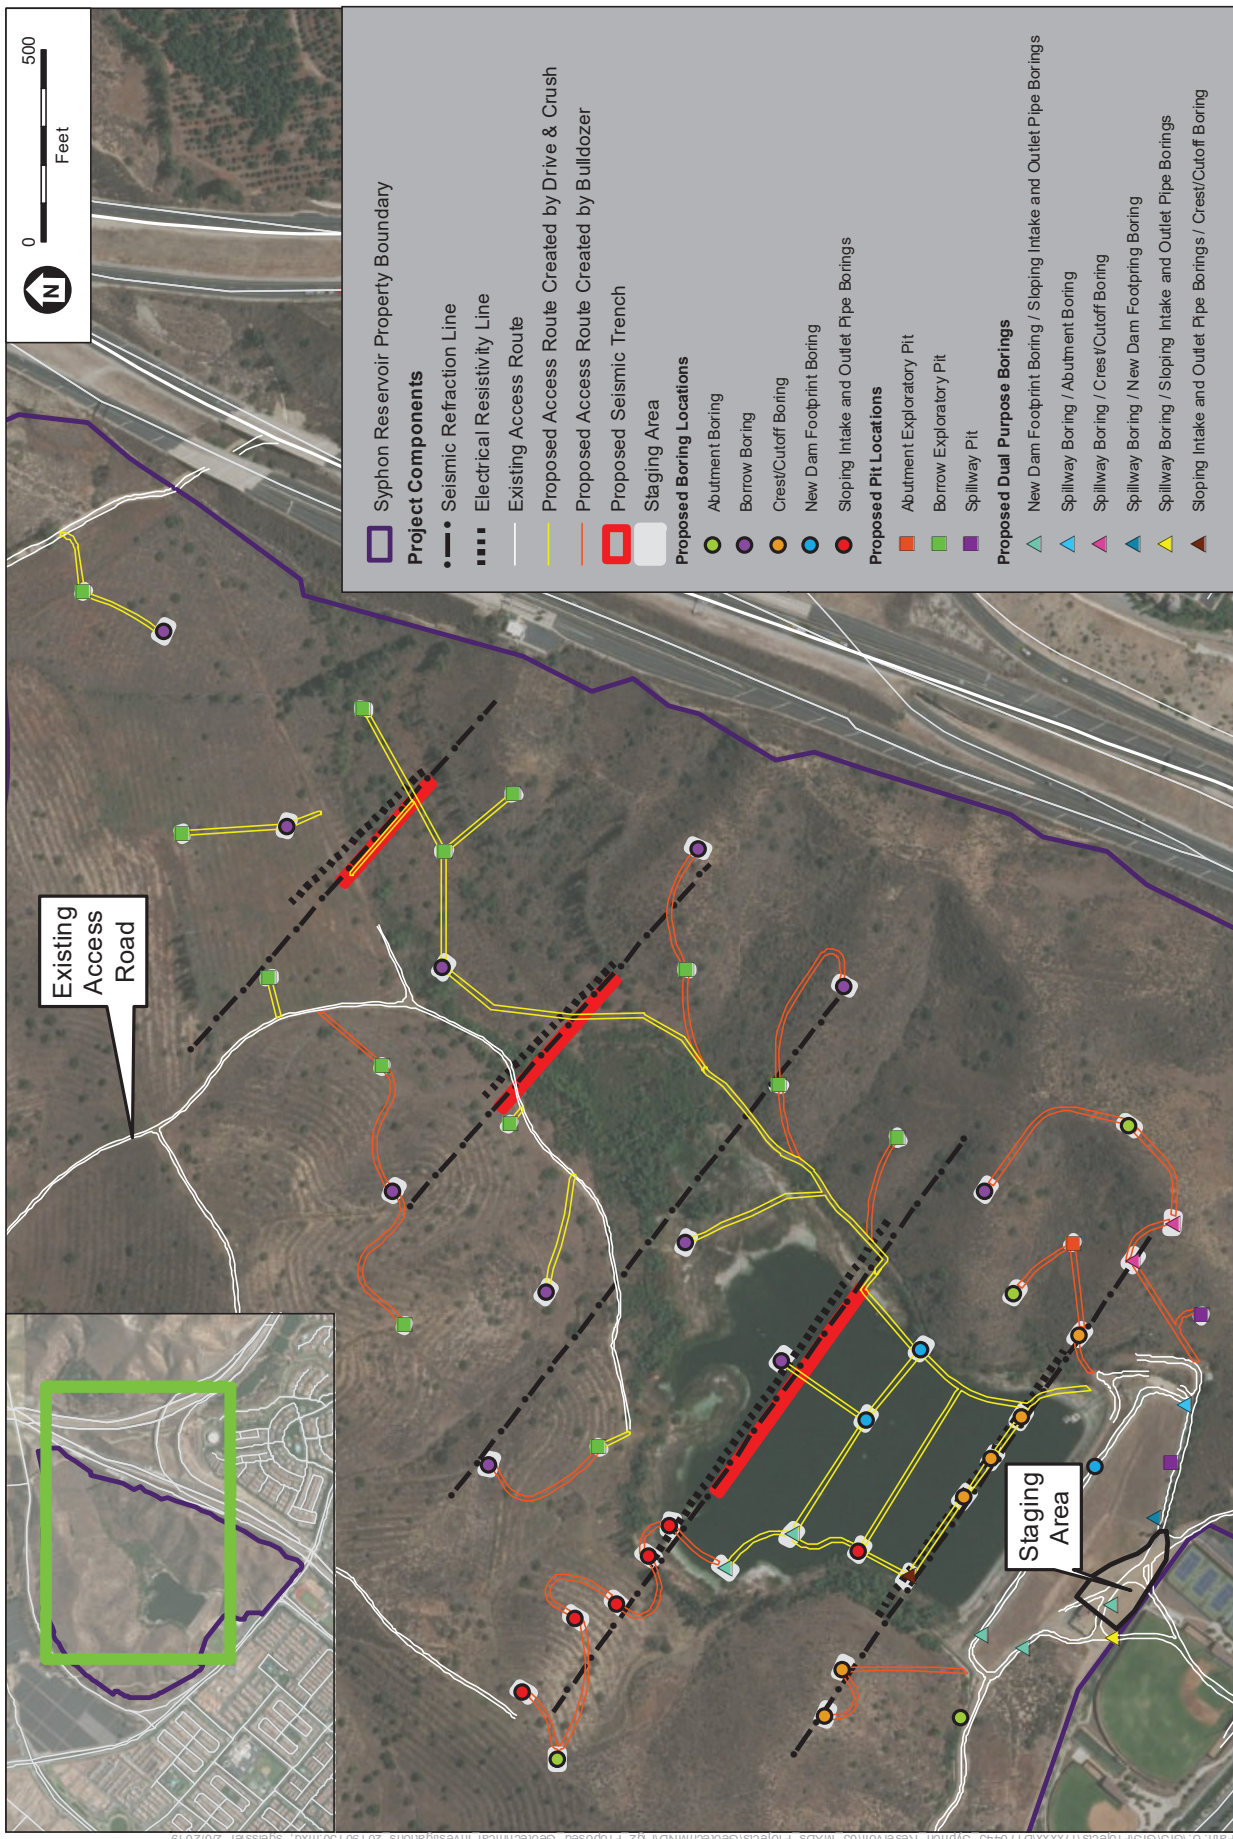 0 500
Feet
N
Syphon Reservoir Property Boundary
Project Components
Seismic Refraction Line
Electrical Resistivity Line
Existing Access Route
Proposed Access Route Created by Drive & Crush
Proposed Access Route Created by Bulldozer
Proposed Seismic Trench
Staging Area
Proposed Boring Locations
Abutment Boring
Borrow Boring
Crest/Cutoff Boring
New Dam Footprint Boring
Sloping Intake and Outlet Pipe Borings
Proposed Pit Locations
Abutment Exploratory Pit
Borrow Exploratory Pit
Spillway Pit
Proposed Dual Purpose Borings
New Dam Footprint Boring / Sloping Intake and Outlet Pipe Borings
Spillway Boring / Abutment Boring
Spillway Boring / Crest/Cutoff Boring
Spillway Boring / New Dam Footpring Boring
Spillway Boring / Sloping Intake and Outlet Pipe Borings
Sloping Intake and Outlet Pipe Borings / Crest/Cutoff Boring
Existing
Access
Road
Staging
Area